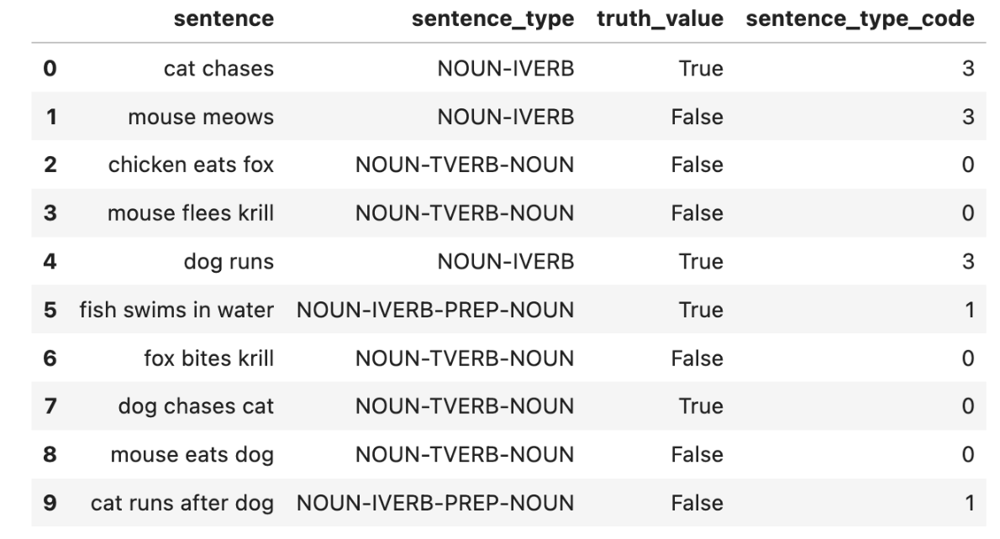 sentence sentence_type truth_value sentence_type_code
0 cat chases NOUN-IVERB True 3
1 mouse meows NOUN-IVERB False 3
2 chicken eats fox NOUN-TVERB-NOUN False 0
3 mouse flees krill NOUN-TVERB-NOUN False 0
4 dog runs NOUN-IVERB True 3
5 fish swims in water NOUN-IVERB-PREP-NOUN True 1
6 fox bites krill NOUN-TVERB-NOUN False 0
7 dog chases cat NOUN-TVERB-NOUN True 0
8 mouse eats dog NOUN-TVERB-NOUN False 0
9 cat runs after dog NOUN-IVERB-PREP-NOUN False 1